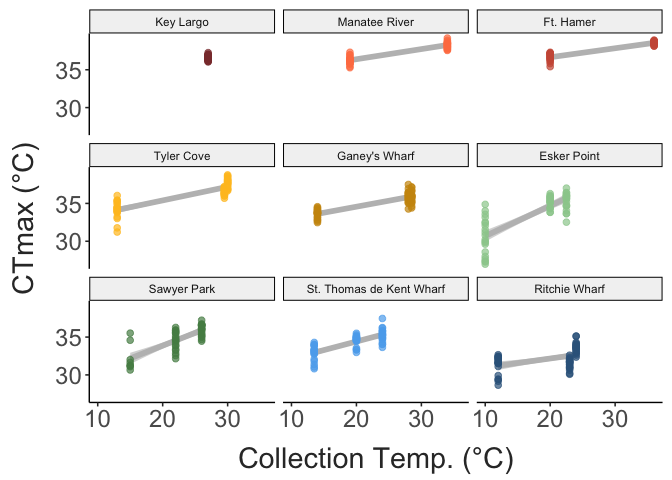 Key Largo Manatee River Ft. Hamer
35
30
Tyler Cove Ganey's Wharf Esker Point
35
30
CTmax (°C)
Sawyer Park St. Thomas de Kent Wharf Ritchie Wharf
35
30
10 20 30 10 20 30 10 20 30
Collection Temp. (°C)